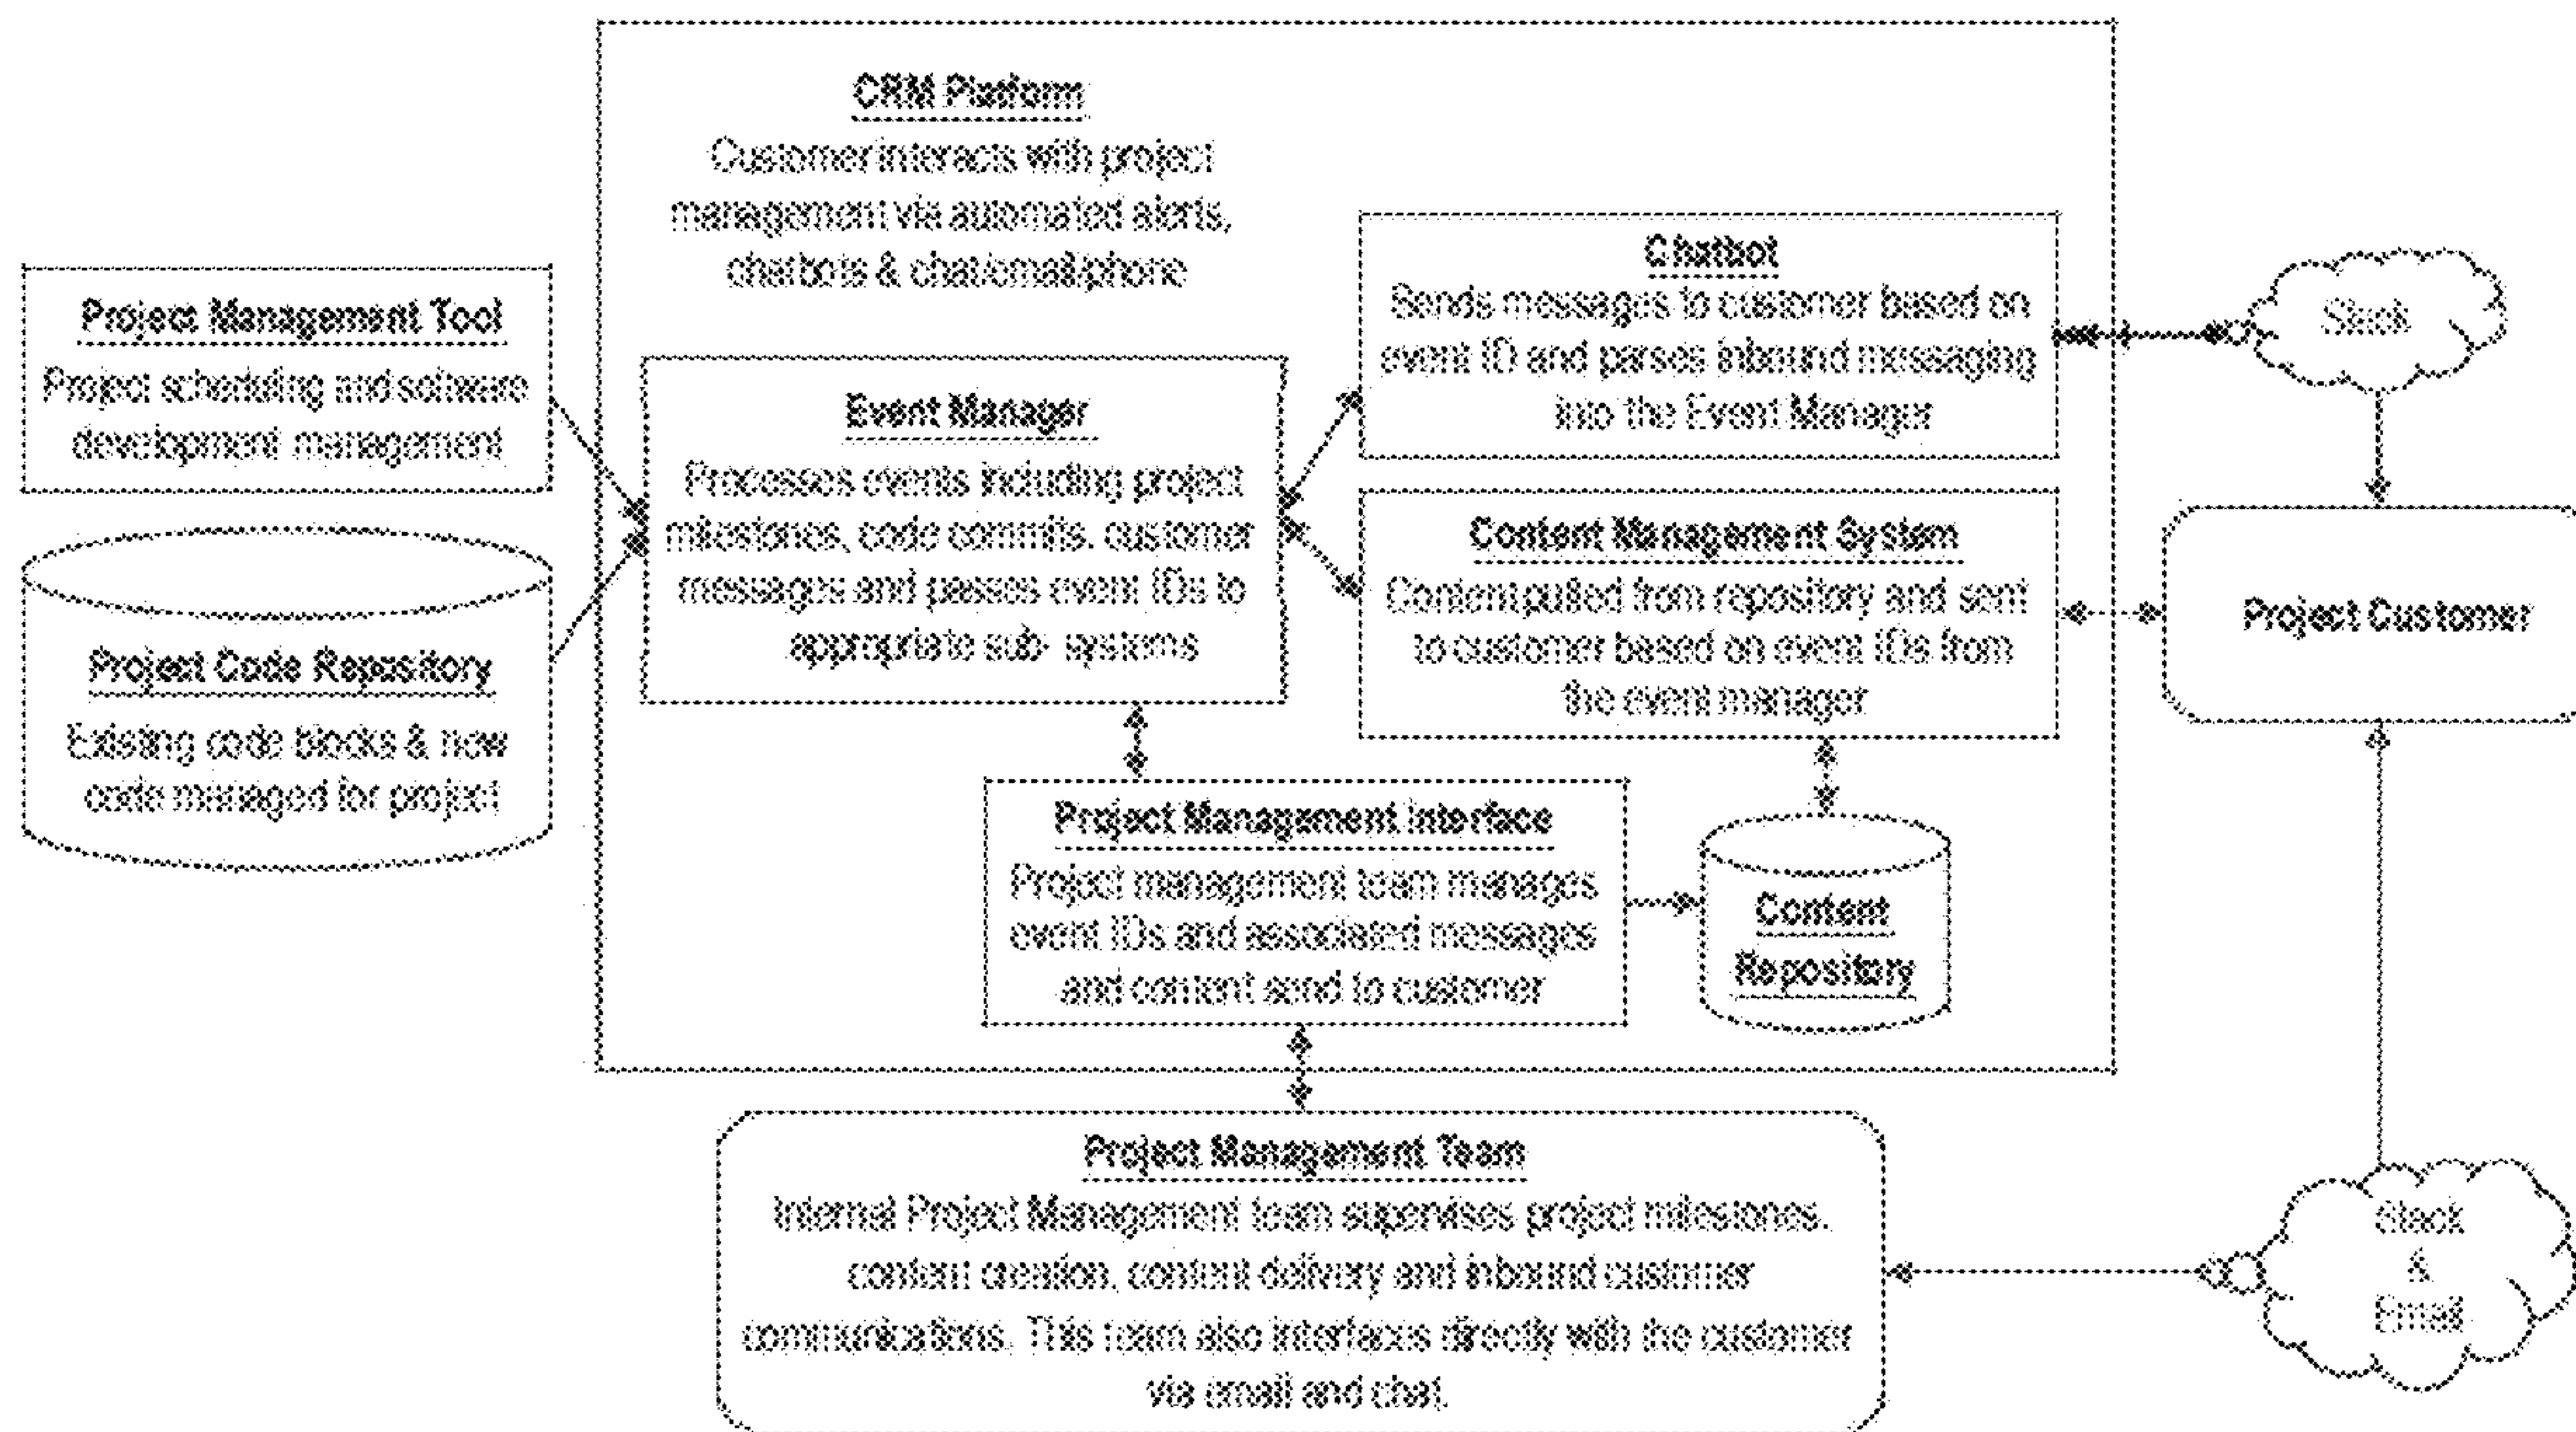 CRM Platform
Customer interacts with project
management via automated alerts,
chatbots & chat/email/phone
Project Management Tool
Project scheduling and software
development management
Project Code Repository
Existing code blocks & new
code managed for project
Event Manager
Processes events including project
milestones, code commits, customer
messages and passes event IDs to
appropriate sub- systems
Chatbot
Sends messages to customer based on
event ID and parses inbound messaging
into the Event Manager
Content Management System
Content pulled from repository and sent
to customer based on event IDs from
the event manager
Slack
Project Customer
Project Management Interface
Project management team manages
event IDs and associated messages
and content send to customer
Content
Repository
Project Management Team
Internal Project Management team supervises project milestones,
content creation, content delivery and inbound customer
communications. This team also interfaces directly with the customer
via email and chat.
Slack
&
Email